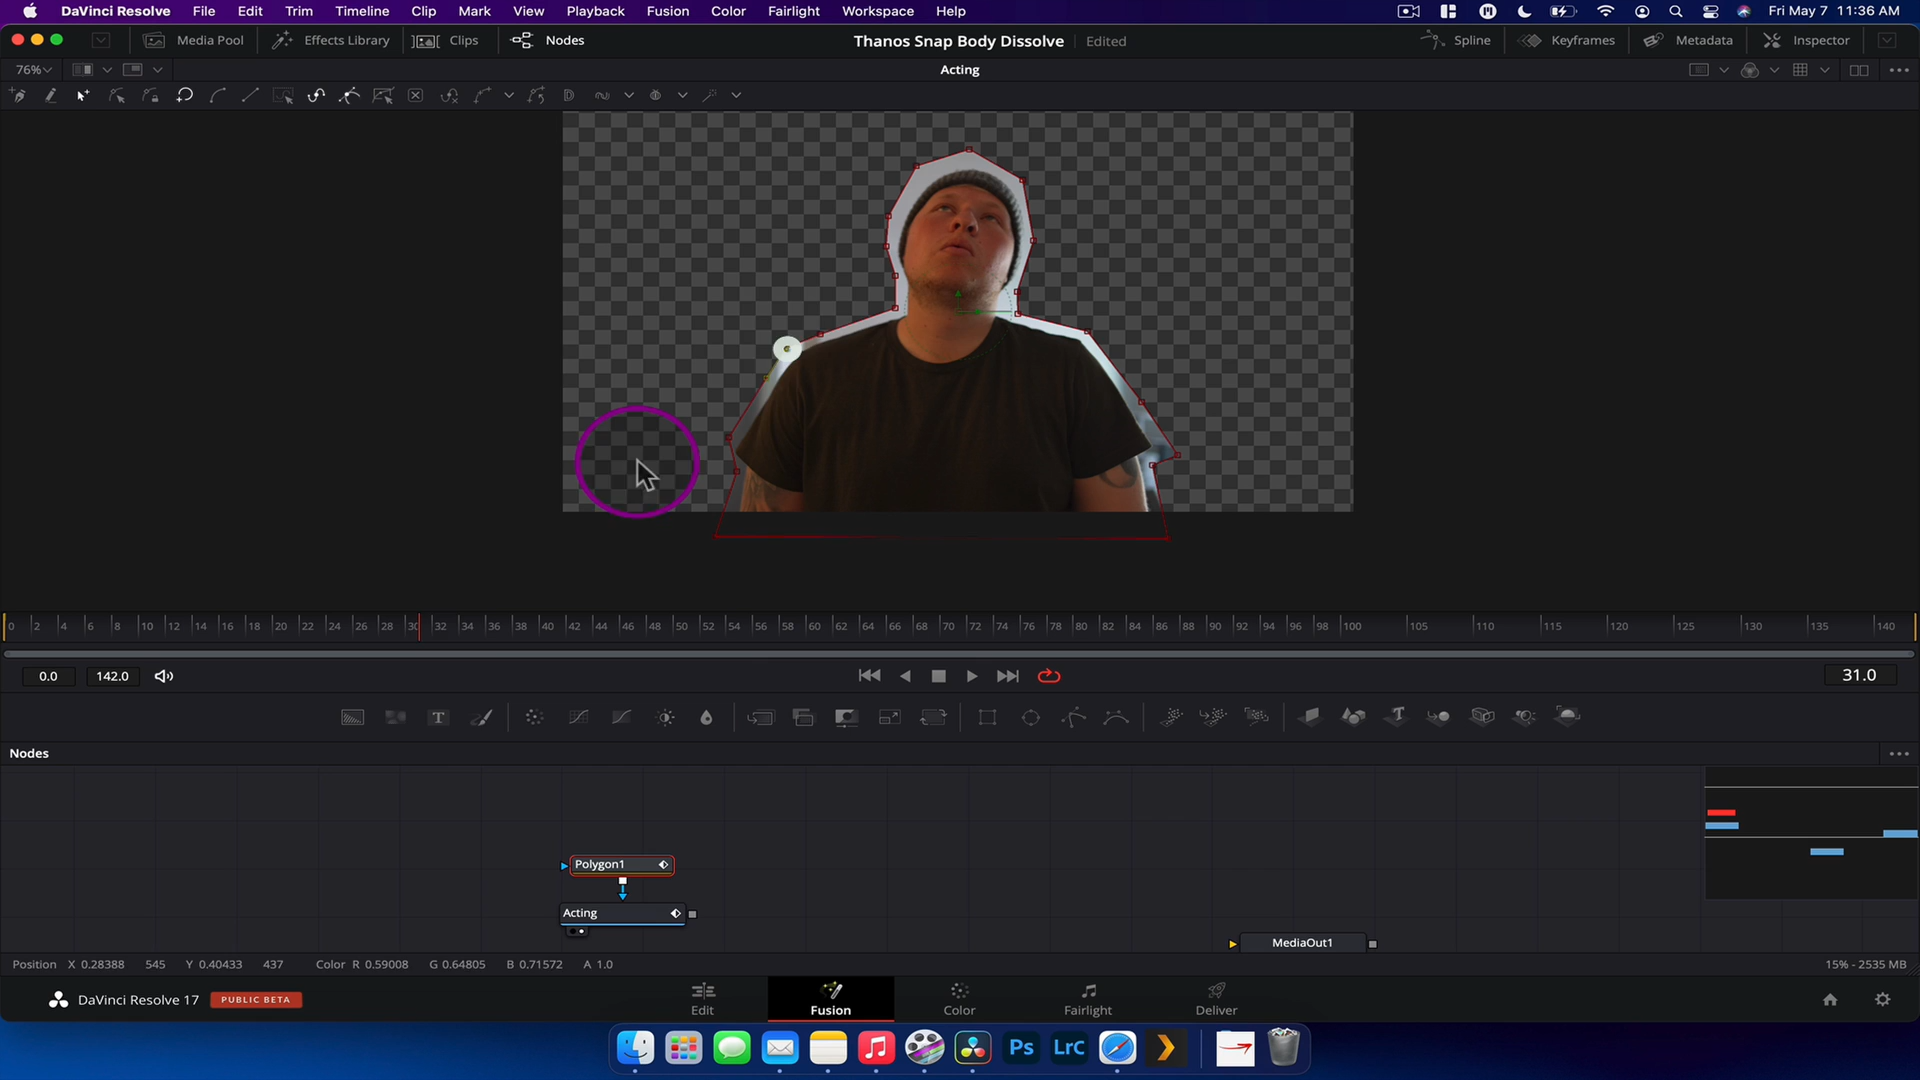 DaVinci Resolve File Edit Trim Timeline Clip Mark View Playback Fusion Color Fairlight Workspace Help Fri May 7 11:36 AM
Media Pool Effects Library Clips Nodes Thanos Snap Body Dissolve Edited Spline Keyframes Metadata Inspector
76% Acting
0 2 4 6 8 10 12 14 16 18 20 22 24 26 28 30 32 34 36 38 40 42 44 46 48 50 52 54 56 58 60 62 64 66 68 70 72 74 76 78 80 82 84 86 88 90 92 94 96 98 100 105 110 115 120 125 130 135 140
0.0 142.0 31.0
T T
Nodes
Polygon1
Acting
MediaOut1
Position X 0.28388 545 Y 0.40433 437 Color R 0.59008 G 0.64805 B 0.71572 A 1.0 15% - 2535 MB
DaVinci Resolve 17 PUBLIC BETA
Edit Fusion Color Fairlight Deliver
Ps LrC